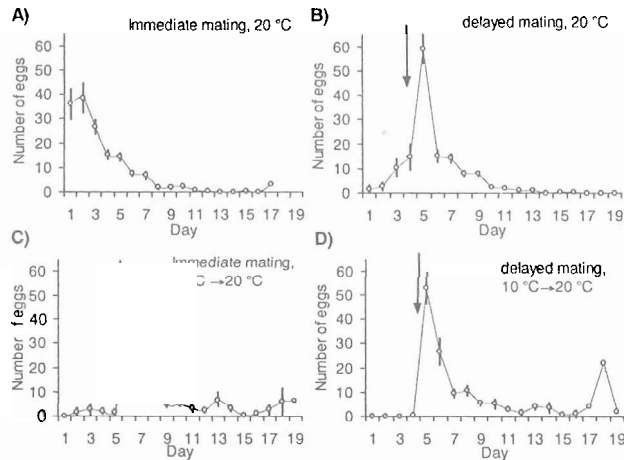 A)
Immediate mating, 20 °C
Number of eggs
60
50
40
30
20
10
0
1 3 5 7 9 11 13 15 17 19
Day
B)
delayed mating, 20 °C
Number of eggs
60
50
40
30
20
10
0
1 3 5 7 9 11 13 15 17 19
Day
C)
Immediate mating,
C→20 °C
Number f eggs
60
50
40
30
20
10
0
1 3 5 7 9 11 13 15 17 19
Day
D)
delayed mating,
10 °C→20 °C
Number of eggs
60
50
40
30
20
10
0
1 3 5 7 9 11 13 15 17 19
Day